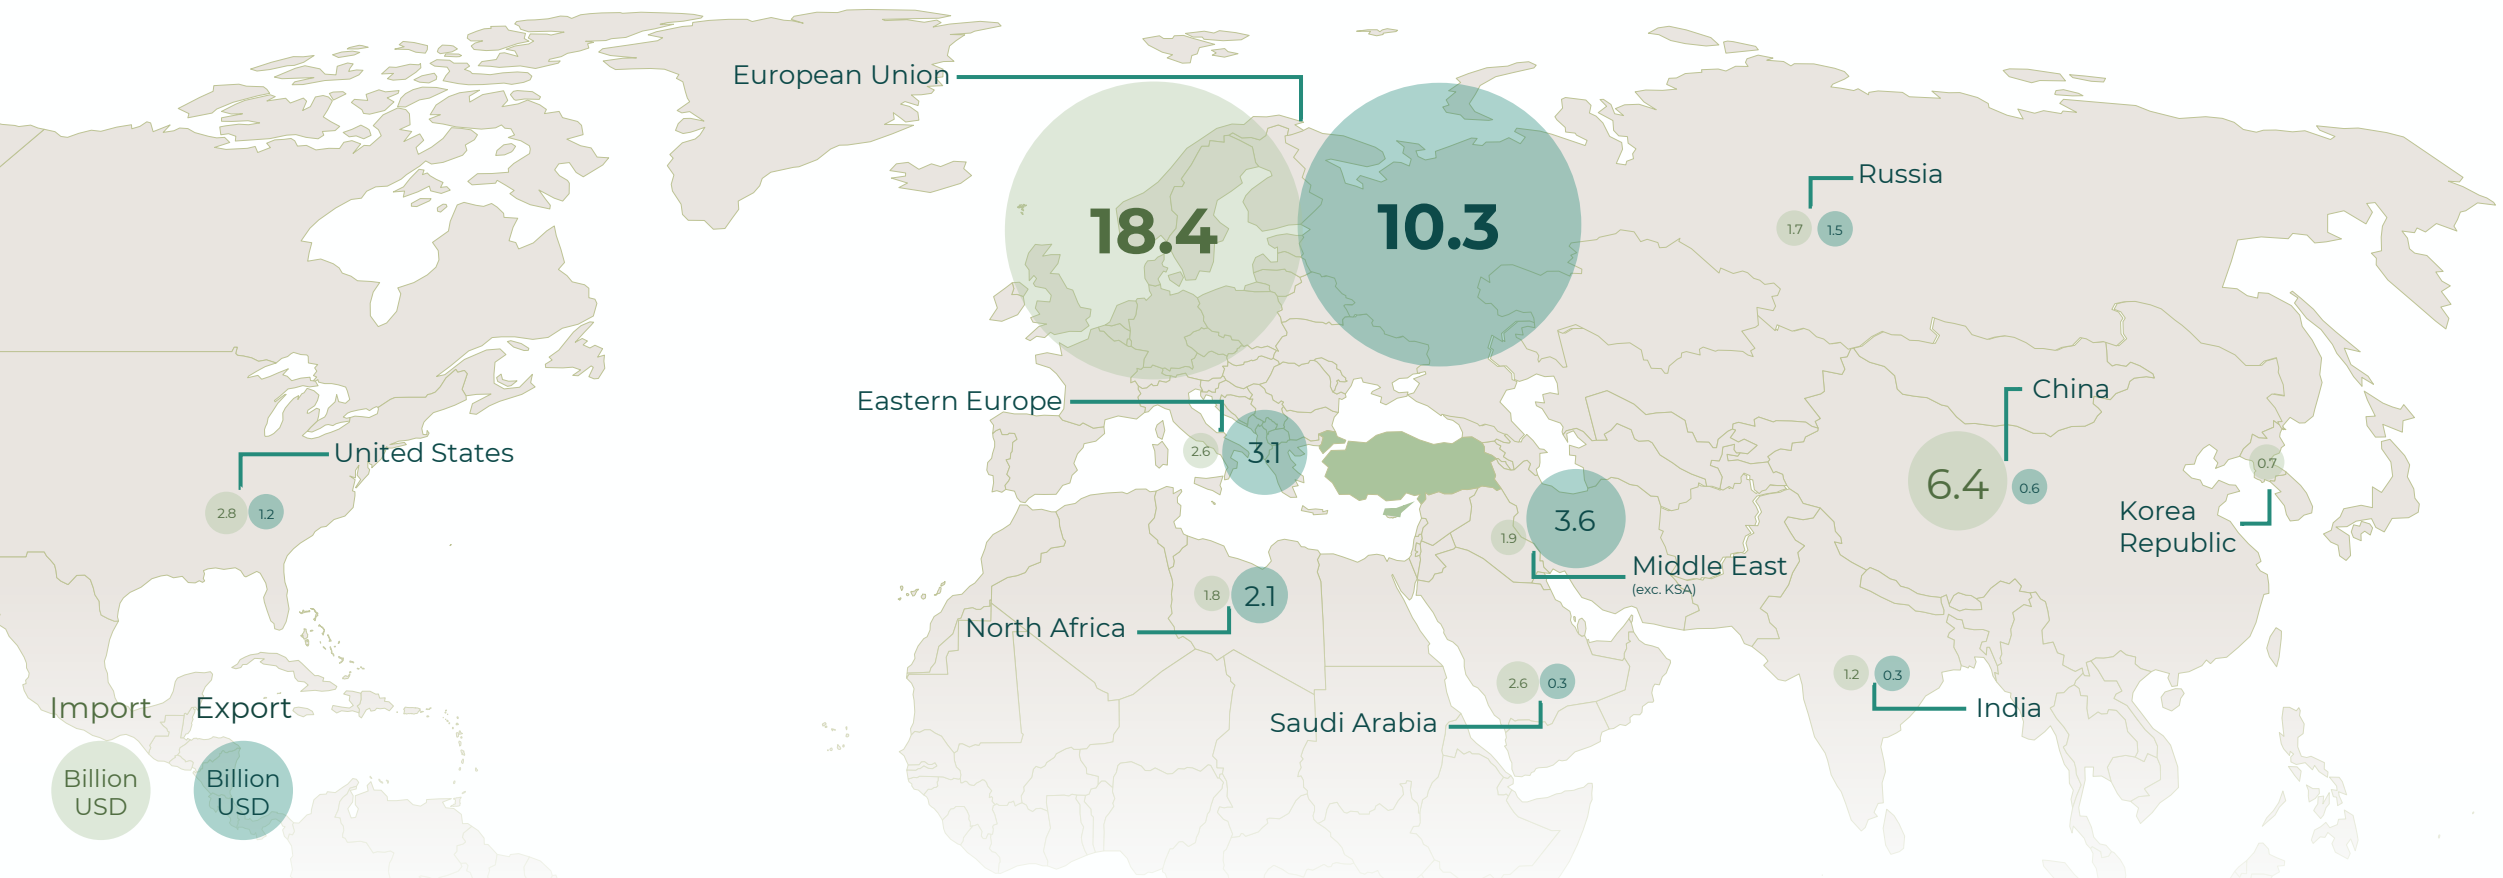 European Union
18.4
10.3
Russia
1.7
1.5
Eastern Europe
2.6
3.1
China
6.4
0.6
United States
2.8
1.2
0.7
Korea
Republic
1.9
3.6
Middle East
(exc. KSA)
1.8
2.1
North Africa
2.6
0.3
Saudi Arabia
1.2
0.3
India
Import
Export
Billion
USD
Billion
USD